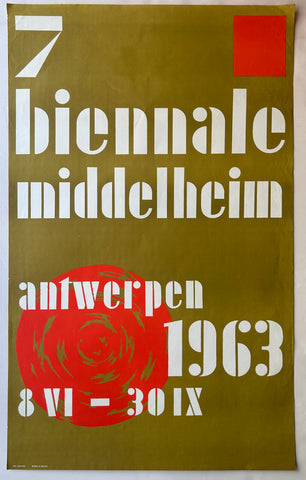 7
biennale
middelheim
antwerpen
1963
8 VI - 30 IX